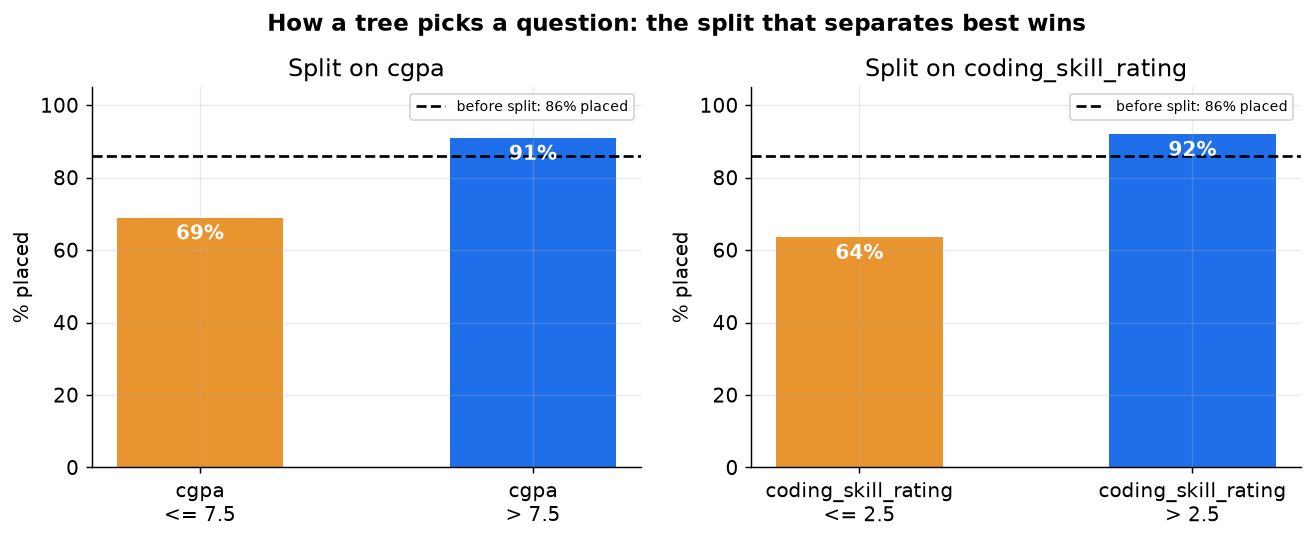 How a tree picks a question: the split that separates best wins
Split on cgpa
% placed
100
80
60
40
20
0
before split: 86% placed
69%
91%
cgpa
<= 7.5
cgpa
> 7.5
Split on coding_skill_rating
% placed
100
80
60
40
20
0
before split: 86% placed
64%
92%
coding_skill_rating
<= 2.5
coding_skill_rating
> 2.5